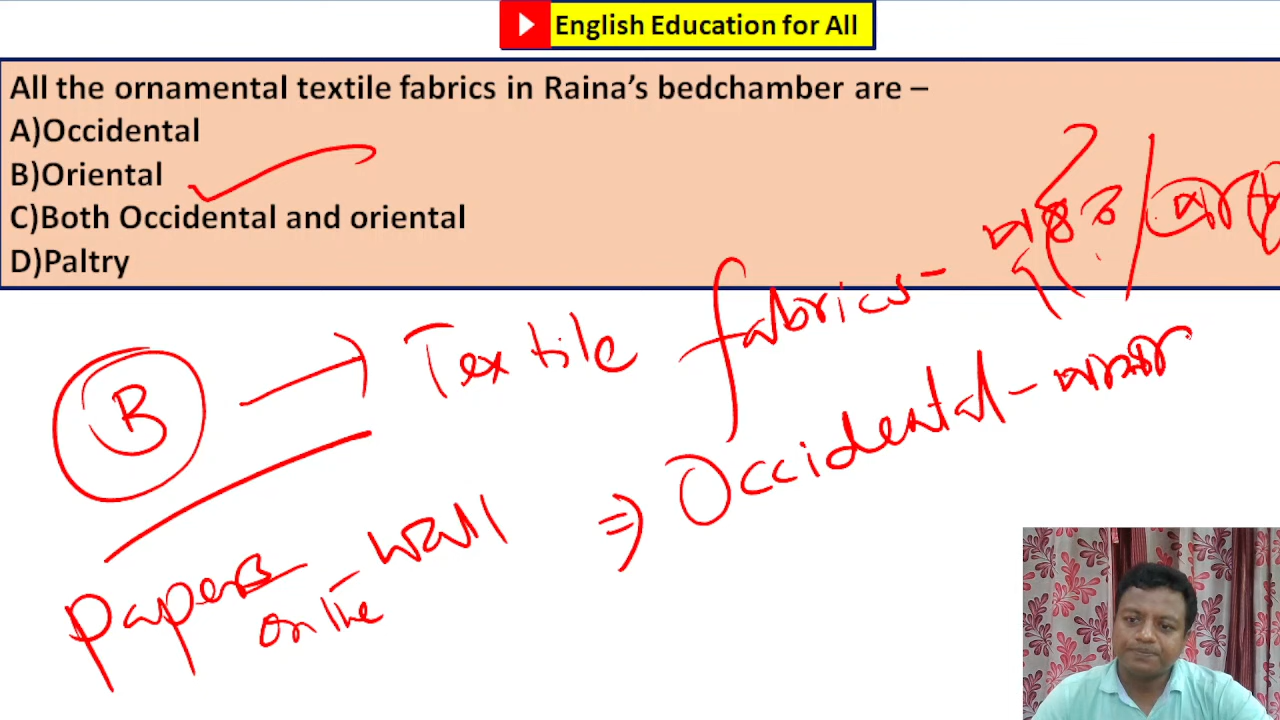 English Education for All
All the ornamental textile fabrics in Raina's bedchamber are –
A)Occidental
B)Oriental
C)Both Occidental and oriental
D)Paltry
B → Textile fabrics -
⇒ Occidental -
papers on the wall